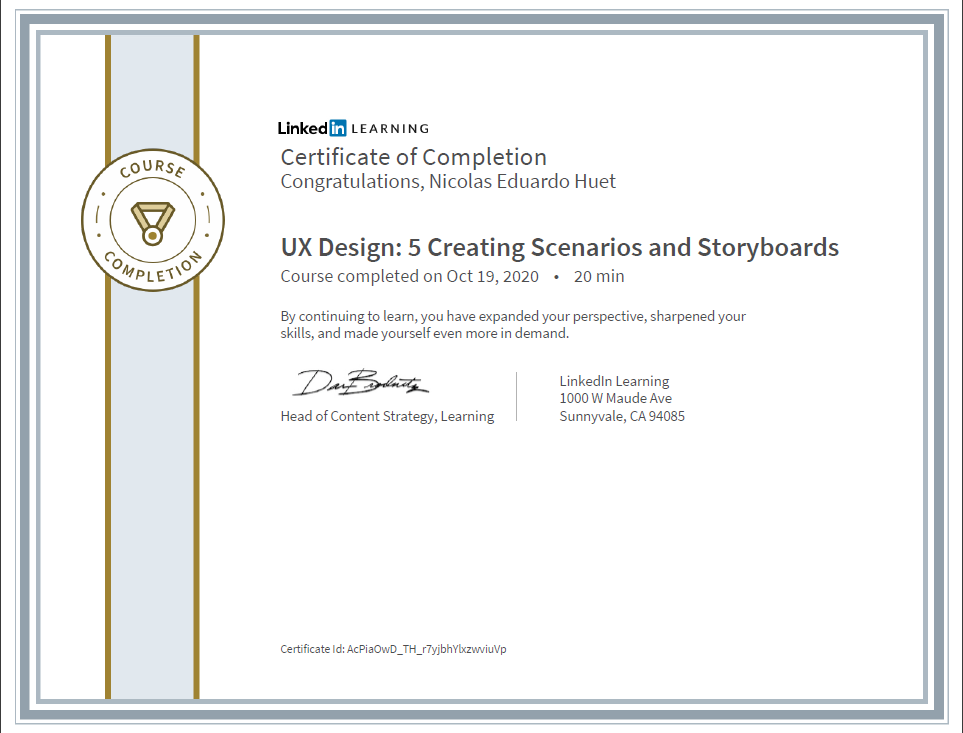 COURSE
COMPLETION
Linked in LEARNING
Certificate of Completion
Congratulations, Nicolas Eduardo Huet
UX Design: 5 Creating Scenarios and Storyboards
Course completed on Oct 19, 2020 • 20 min
By continuing to learn, you have expanded your perspective, sharpened your
skills, and made yourself even more in demand.
Head of Content Strategy, Learning
LinkedIn Learning
1000 W Maude Ave
Sunnyvale, CA 94085
Certificate Id: AcPiaOwD_TH_r7yjbhYlxzwviuVp